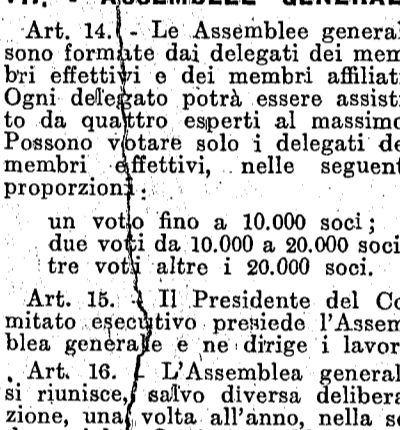 Art. 14. - Le Assemblee general
sono formate dai delegati dei mem
bri effettivi e dei membri affiliat
Ogni delegato potrà essere assist
to da quattro esperti al massimo
Possono votare solo i delegati de
membri effettivi, nelle seguent
proporzioni:
un voto fino a 10.000 soci;
due voti da 10.000 a 20.000 soci
tre voti altre i 20.000 soci.
Art. 15. - Il Presidente del Co
mitato esecutivo presiede l'Assem
blea generale e ne dirige i lavor
Art. 16. - L'Assemblea general
si riunisce, salvo diversa delibera
zione, una volta all'anno, nella se